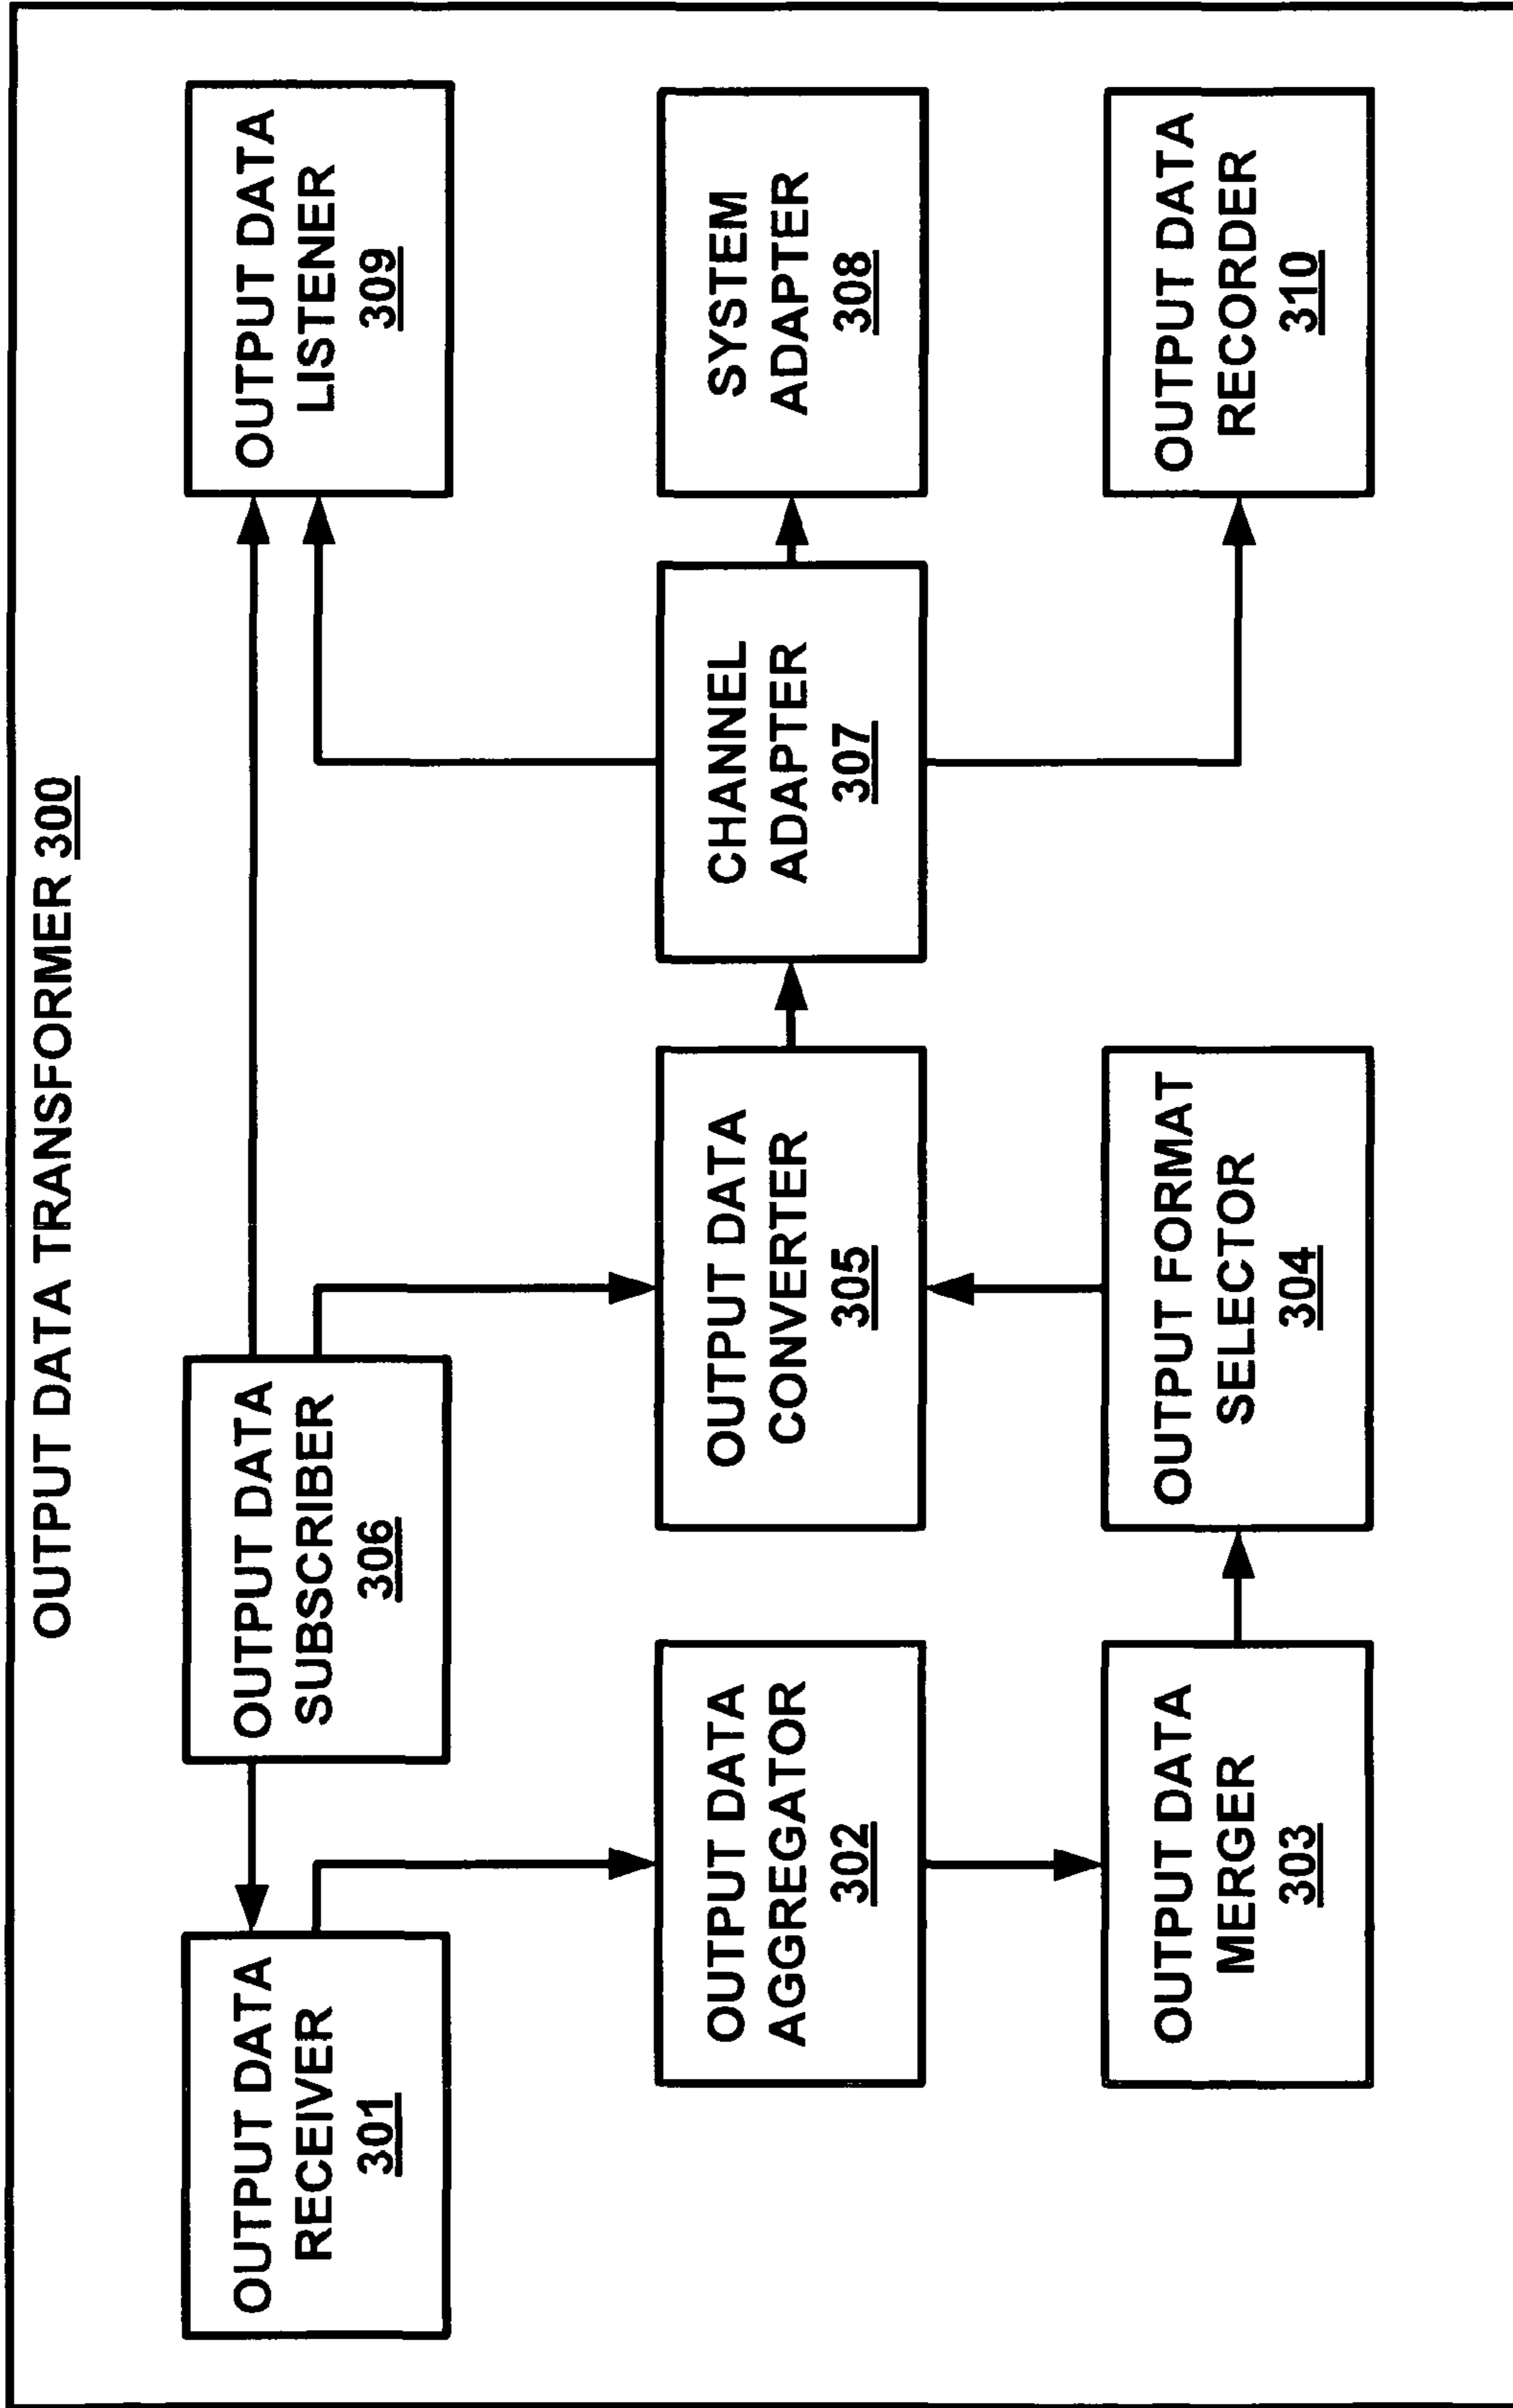 OUTPUT DATA TRANSFORMER 300
OUTPUT DATA
RECEIVER
301
OUTPUT DATA
SUBSCRIBER
306
OUTPUT DATA
LISTENER
309
OUTPUT DATA
AGGREGATOR
302
OUTPUT DATA
CONVERTER
305
CHANNEL
ADAPTER
307
SYSTEM
ADAPTER
308
OUTPUT DATA
MERGER
303
OUTPUT FORMAT
SELECTOR
304
OUTPUT DATA
RECORDER
310